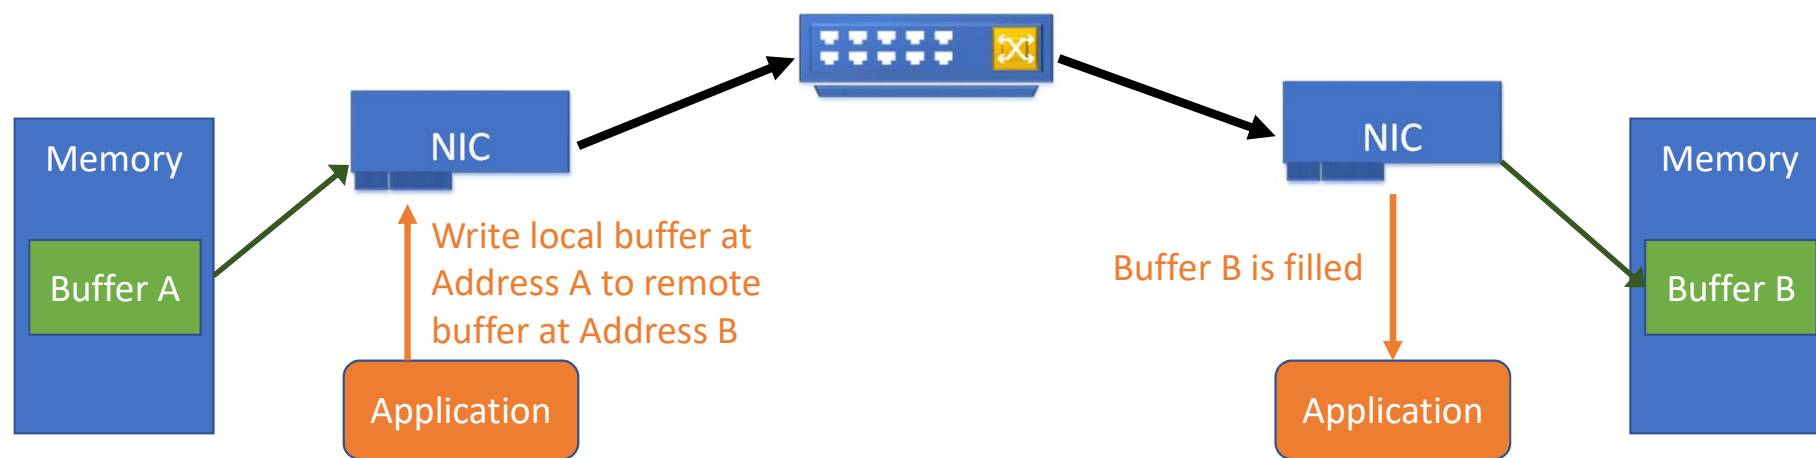 Memory
Buffer A
NIC
Write local buffer at
Address A to remote
buffer at Address B
Application
NIC
Buffer B is filled
Application
Memory
Buffer B